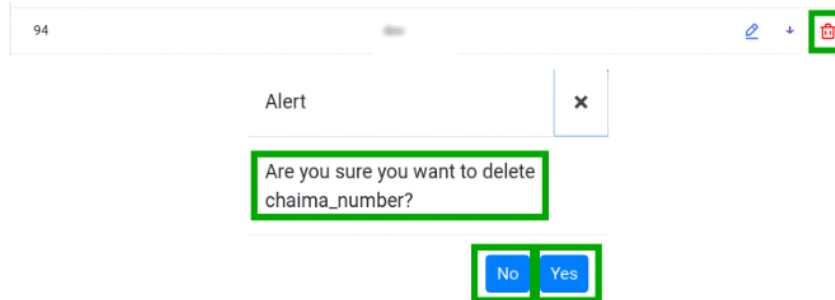 94
Alert
Are you sure you want to delete
chaima_number?
No Yes